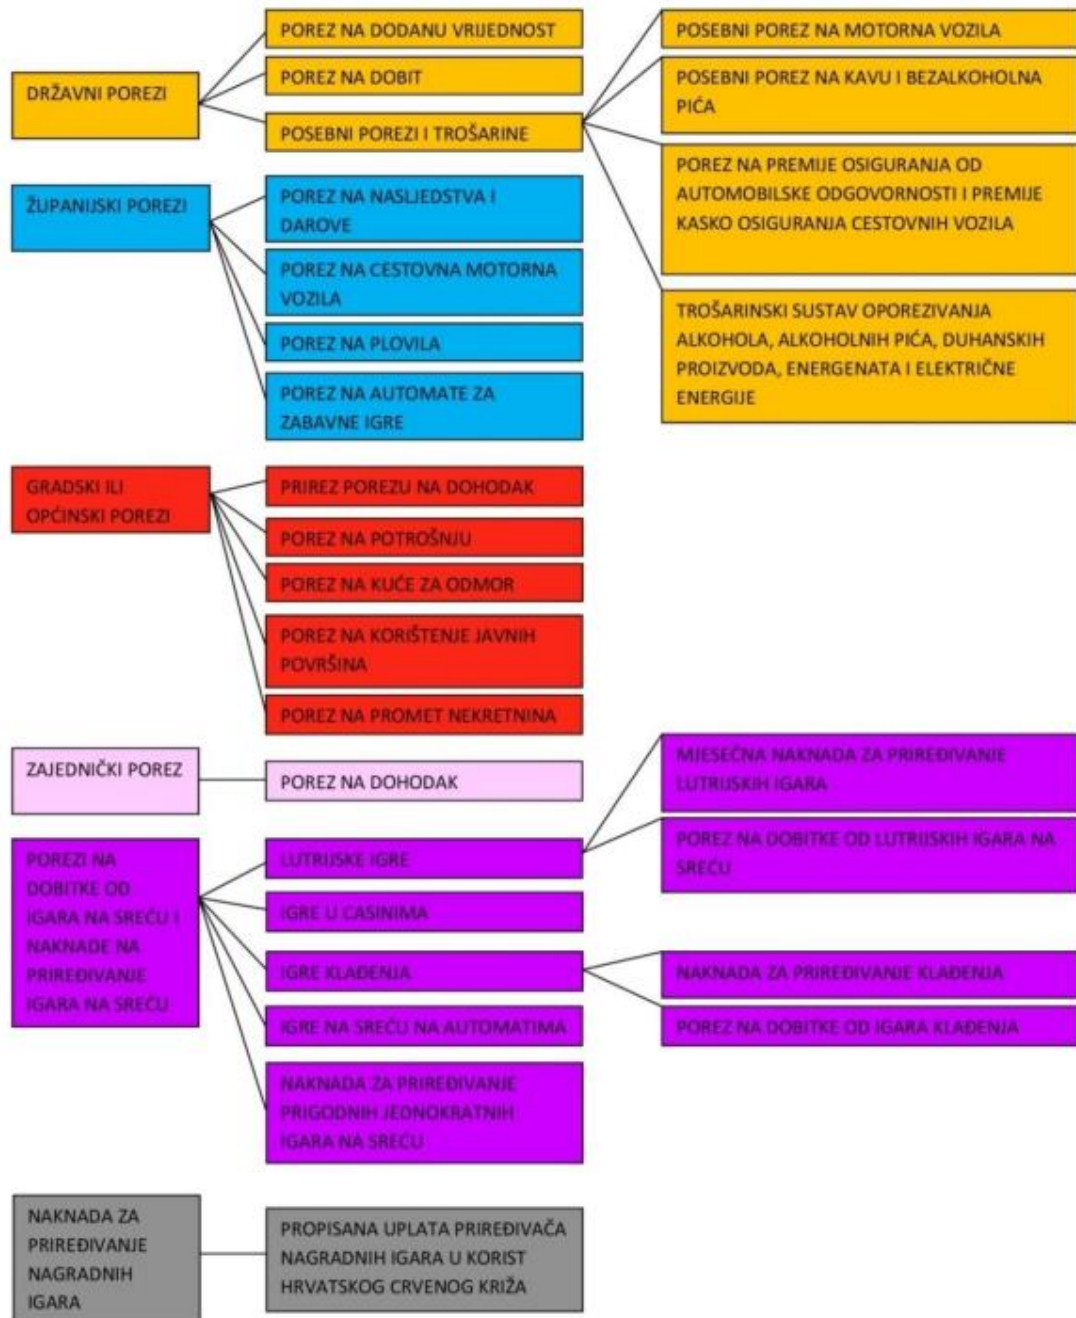 DRŽAVNI POREZI
POREZ NA DODANU VRIJEDNOST
POREZ NA DOBIT
POSEBNI POREZI I TROŠARINE
POSEBNI POREZ NA MOTORNA VOZILA
POSEBNI POREZ NA KAVU I BEZALKOHOLNA
PIĆA
POREZ NA PREMIJE OSIGURANJA OD
AUTOMOBILSKE ODGOVORNOSTI I PREMIJE
KASKO OSIGURANJA CESTOVNIH VOZILA
TROŠARINSKI SUSTAV OPOREZIVANJA
ALKOHOLA, ALKOHOLNIH PIĆA, DUHANSKIH
PROIZVODA, ENERGENATA I ELEKTRIČNE
ENERGIJE
ŽUPANIJSKI POREZI
POREZ NA NASLJEDSTVA I
DAROVE
POREZ NA CESTOVNA MOTORNA
VOZILA
POREZ NA PLOVILA
POREZ NA AUTOMATE ZA
ZABAVNE IGRE
GRADSKI ILI
OPĆINSKI POREZI
PRIREZ POREZU NA DOHODAK
POREZ NA POTROŠNJU
POREZ NA KUĆE ZA ODMOR
POREZ NA KORIŠTENJE JAVNIH
POVRŠINA
POREZ NA PROMET NEKRETNINA
ZAJEDNIČKI POREZ
POREZ NA DOHODAK
POREZI NA
DOBITKE OD
IGARA NA SREĆU I
NAKNADE NA
PRIREĐIVANJE
IGARA NA SREĆU
LUTRIJSKE IGRE
IGRE U CASINIMA
IGRE KLAĐENJA
IGRE NA SREĆU NA AUTOMATIMA
NAKNADA ZA PRIREĐIVANJE
PRIGODNIH JEDNOKRATNIH
IGARA NA SREĆU
MJESEČNA NAKNADA ZA PRIREĐIVANJE
LUTRIJSKIH IGARA
POREZ NA DOBITKE OD LUTRIJSKIH IGARA NA
SREĆU
NAKNADA ZA PRIREĐIVANJE KLAĐENJA
POREZ NA DOBITKE OD IGARA KLAĐENJA
NAKNADA ZA
PRIREĐIVANJE
NAGRADNIH
IGARA
PROPISANA UPLATA PRIREĐIVAČA
NAGRADNIH IGARA U KORIST
HRVATSKOG CRVENOG KRIŽA